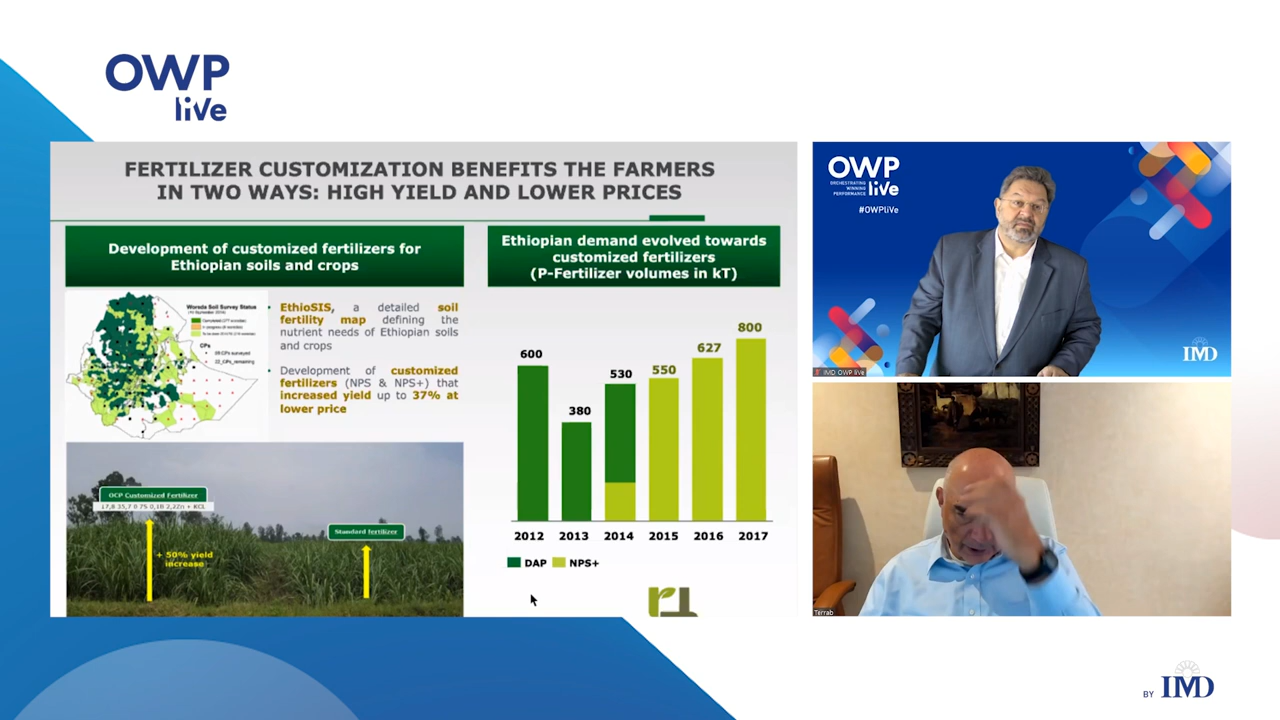 OWP
liVe
FERTILIZER CUSTOMIZATION BENEFITS THE FARMERS
IN TWO WAYS: HIGH YIELD AND LOWER PRICES
Development of customized fertilizers for
Ethiopian soils and crops
Woreda Soil Survey Status
CPs
EthioSIS, a detailed soil
fertility map defining the
nutrient needs of Ethiopian soils
and crops
Development of customized
fertilizers (NPS & NPS+) that
increased yield up to 37% at
lower price
OCP Customized Fertilizer
+ 50% yield
increase
Standard fertilizer
Ethiopian demand evolved towards
customized fertilizers
(P-Fertilizer volumes in kT)
600
380
530
550
627
800
2012 2013 2014 2015 2016 2017
DAP NPS+
OWP
ORCHESTRATING
WINNING
PERFORMANCE
liVe
#OWPliVe
IMD
IMD OWP live
Terrab
BY IMD